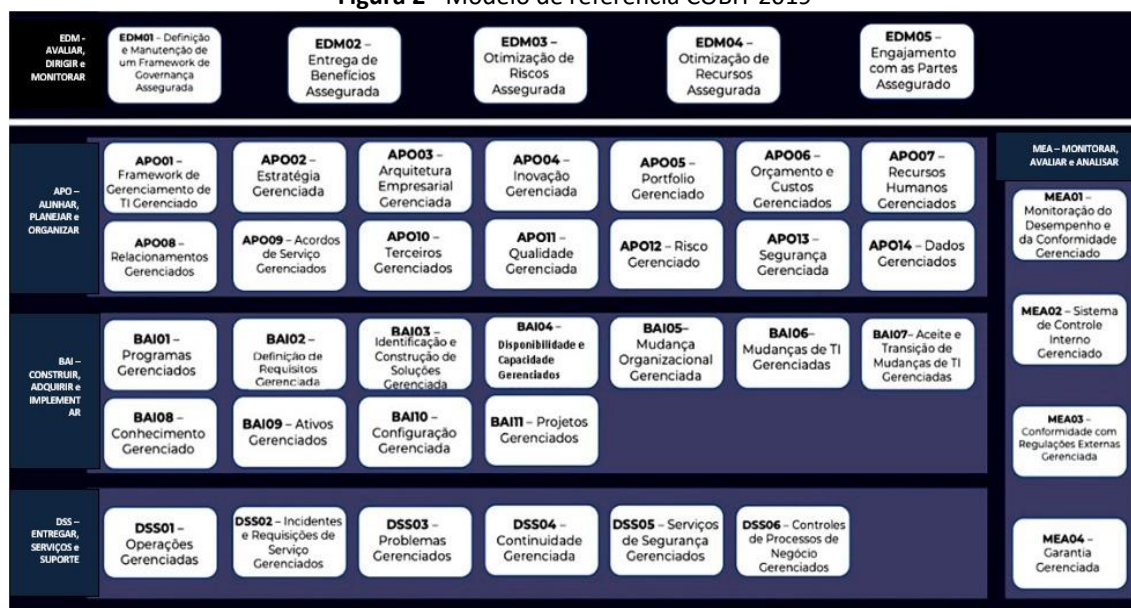 Figura 2 - Modelo de referência COBIT 2019
EDM -
AVALIAR,
DIRIGIR e
MONITORAR
EDM01 – Definição
e Manutenção de
um Framework de
Governança
Assegurada
EDM02 –
Entrega de
Benefícios
Assegurada
EDM03 –
Otimização de
Riscos
Assegurada
EDM04 –
Otimização de
Recursos
Assegurada
EDM05 –
Engajamento
com as Partes
Assegurado
APO –
ALINHAR,
PLANEJAR e
ORGANIZAR
APO01 –
Framework de
Gerenciamento de
TI Gerenciado
APO02 –
Estratégia
Gerenciada
APO03 –
Arquitetura
Empresarial
Gerenciada
APO04 –
Inovação
Gerenciada
APO05 –
Portfolio
Gerenciado
APO06 –
Orçamento e
Custos
Gerenciados
APO07 –
Recursos
Humanos
Gerenciados
APO08 –
Relacionamentos
Gerenciados
APO09 – Acordos
de Serviço
Gerenciados
APO10 –
Terceiros
Gerenciados
APO11 –
Qualidade
Gerenciada
APO12 – Risco
Gerenciado
APO13 –
Segurança
Gerenciada
APO14 – Dados
Gerenciados
BAI –
CONSTRUIR,
ADQUIRIR e
IMPLEMENT
AR
BAI01 –
Programas
Gerenciados
BAI02 –
Definição de
Requisitos
Gerenciada
BAI03 –
Identificação e
Construção de
Soluções
Gerenciada
BAI04 –
Disponibilidade e
Capacidade
Gerenciados
BAI05–
Mudança
Organizacional
Gerenciada
BAI06–
Mudanças de TI
Gerenciadas
BAI07– Aceite e
Transição de
Mudanças de TI
Gerenciadas
BAI08 –
Conhecimento
Gerenciado
BAI09 – Ativos
Gerenciados
BAI10 –
Configuração
Gerenciada
BAI11 – Projetos
Gerenciados
DSS –
ENTREGAR,
SERVIÇOS e
SUPORTE
DSS01 –
Operações
Gerenciadas
DSS02 – Incidentes
e Requisições de
Serviço
Gerenciados
DSS03 –
Problemas
Gerenciados
DSS04 –
Continuidade
Gerenciada
DSS05 – Serviços
de Segurança
Gerenciados
DSS06 – Controles
de Processos de
Negócio
Gerenciados
MEA – MONITORAR,
AVALIAR e ANALISAR
MEA01 –
Monitoração do
Desempenho e
da Conformidade
Gerenciado
MEA02 – Sistema
de Controle
Interno
Gerenciado
MEA03 –
Conformidade com
Regulações Externas
Gerenciada
MEA04 –
Garantia
Gerenciada